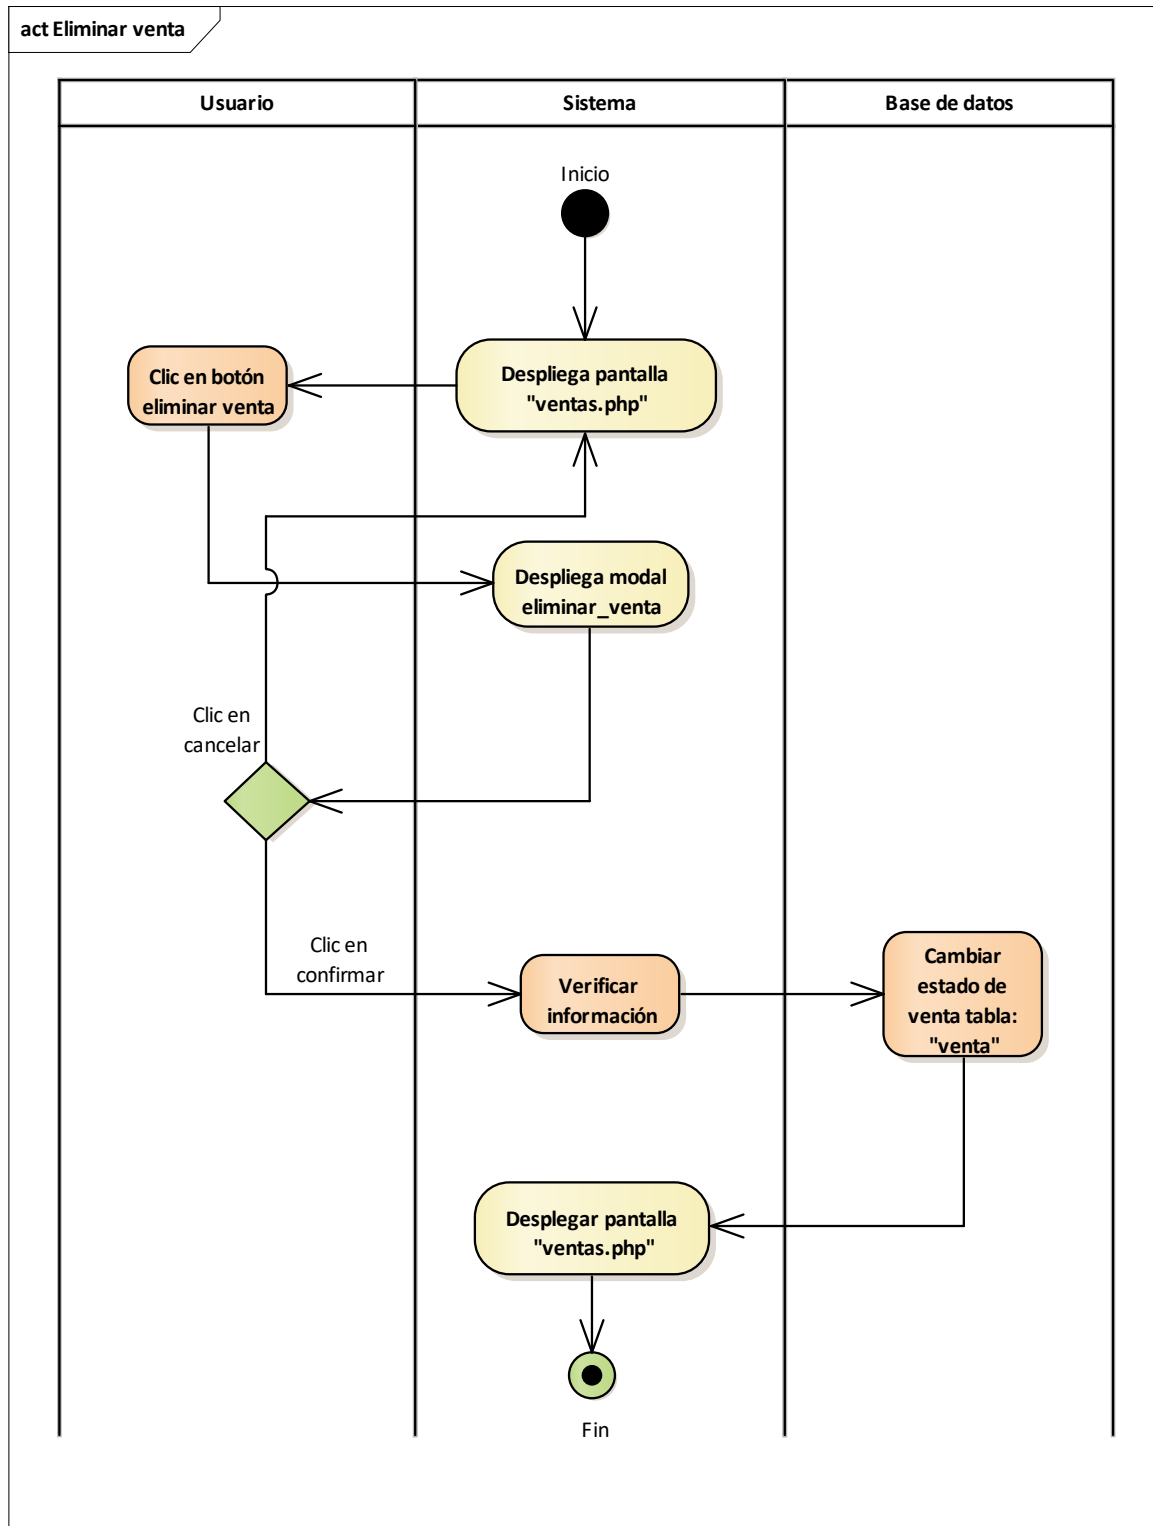 act Eliminar venta
Usuario
Sistema
Base de datos
Inicio
Clic en botón
eliminar venta
Despliega pantalla
"ventas.php"
Despliega modal
eliminar_venta
Clic en
cancelar
Clic en
confirmar
Verificar
información
Cambiar
estado de
venta tabla:
"venta"
Desplegar pantalla
"ventas.php"
Fin